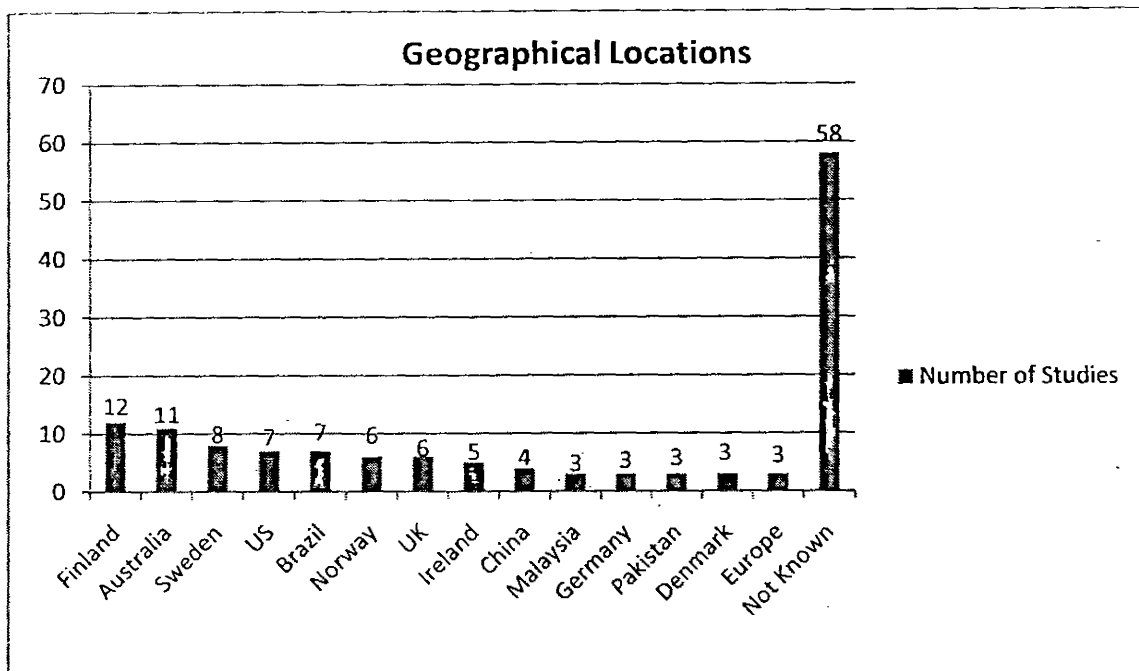 Geographical Locations
70
60
50
40
30
20
10
0
12
11
8
7
7
6
6
5
4
3
3
3
3
3
58
Finland
Australia
Sweden
US
Brazil
Norway
UK
Ireland
China
Malaysia
Germany
Pakistan
Denmark
Europe
Not Known
Number of Studies